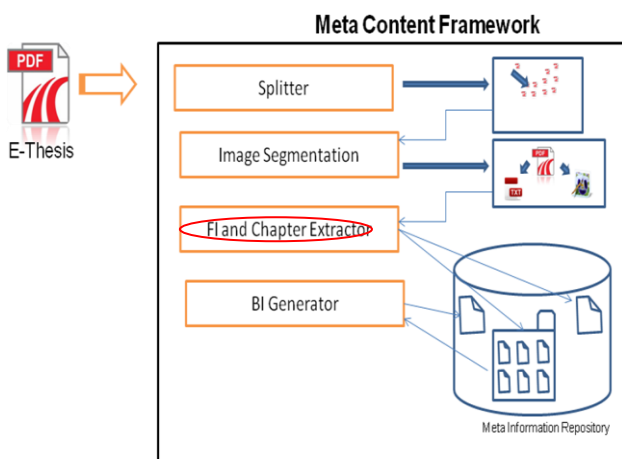 Meta Content Framework
PDF
E-Thesis
Splitter
Image Segmentation
PDF
TXT
FI and Chapter Extractor
BI Generator
Meta Information Repository